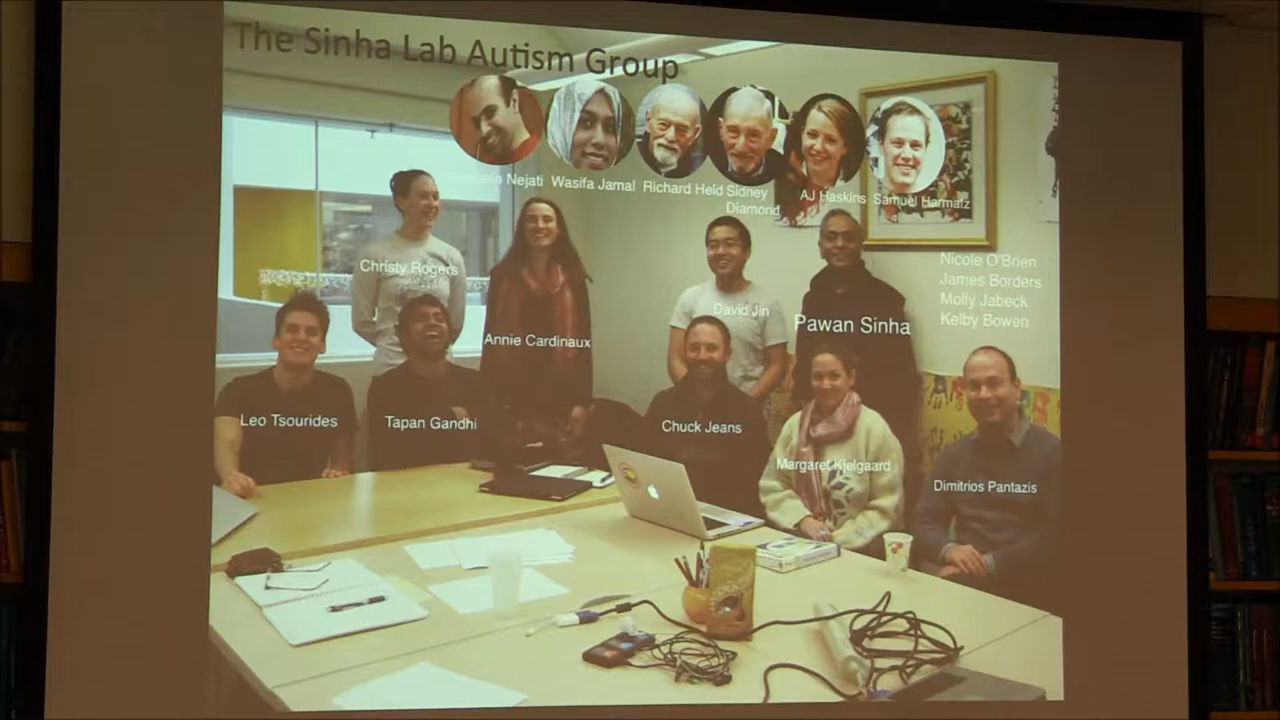 The Sinha Lab Autism Group
Nejati
Wasifa Jamal
Richard Held
Sidney
Diamond
AJ Haskins
Samuel Harmatz
Christy Rogers
Annie Cardinaux
David Jin
Pawan Sinha
Nicole O'Brien
James Borders
Molly Jabeck
Kelby Bowen
Leo Tsourides
Tapan Gandhi
Chuck Jeans
Margaret Kjelgaard
Dimitrios Pantazis